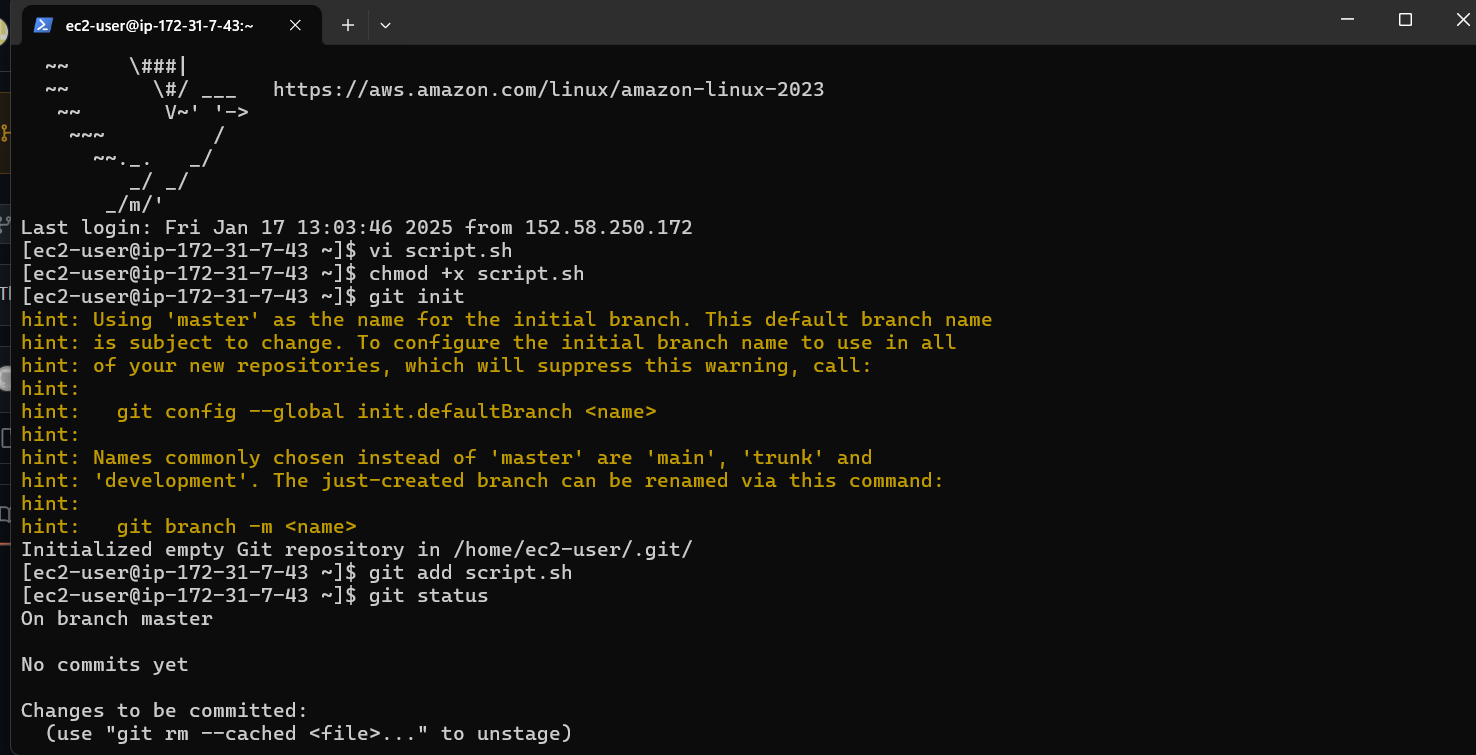 ec2-user@ip-172-31-7-43:~
  ~~     \###|
  ~~       \#/ ___   https://aws.amazon.com/linux/amazon-linux-2023
   ~~       V~' '->
    ~~~         /
      ~~._.   _/
         _/ _/
       _/m/'
Last login: Fri Jan 17 13:03:46 2025 from 152.58.250.172
[ec2-user@ip-172-31-7-43 ~]$ vi script.sh
[ec2-user@ip-172-31-7-43 ~]$ chmod +x script.sh
[ec2-user@ip-172-31-7-43 ~]$ git init
hint: Using 'master' as the name for the initial branch. This default branch name
hint: is subject to change. To configure the initial branch name to use in all
hint: of your new repositories, which will suppress this warning, call:
hint:
hint:   git config --global init.defaultBranch <name>
hint:
hint: Names commonly chosen instead of 'master' are 'main', 'trunk' and
hint: 'development'. The just-created branch can be renamed via this command:
hint:
hint:   git branch -m <name>
Initialized empty Git repository in /home/ec2-user/.git/
[ec2-user@ip-172-31-7-43 ~]$ git add script.sh
[ec2-user@ip-172-31-7-43 ~]$ git status
On branch master
No commits yet
Changes to be committed:
  (use "git rm --cached <file>..." to unstage)